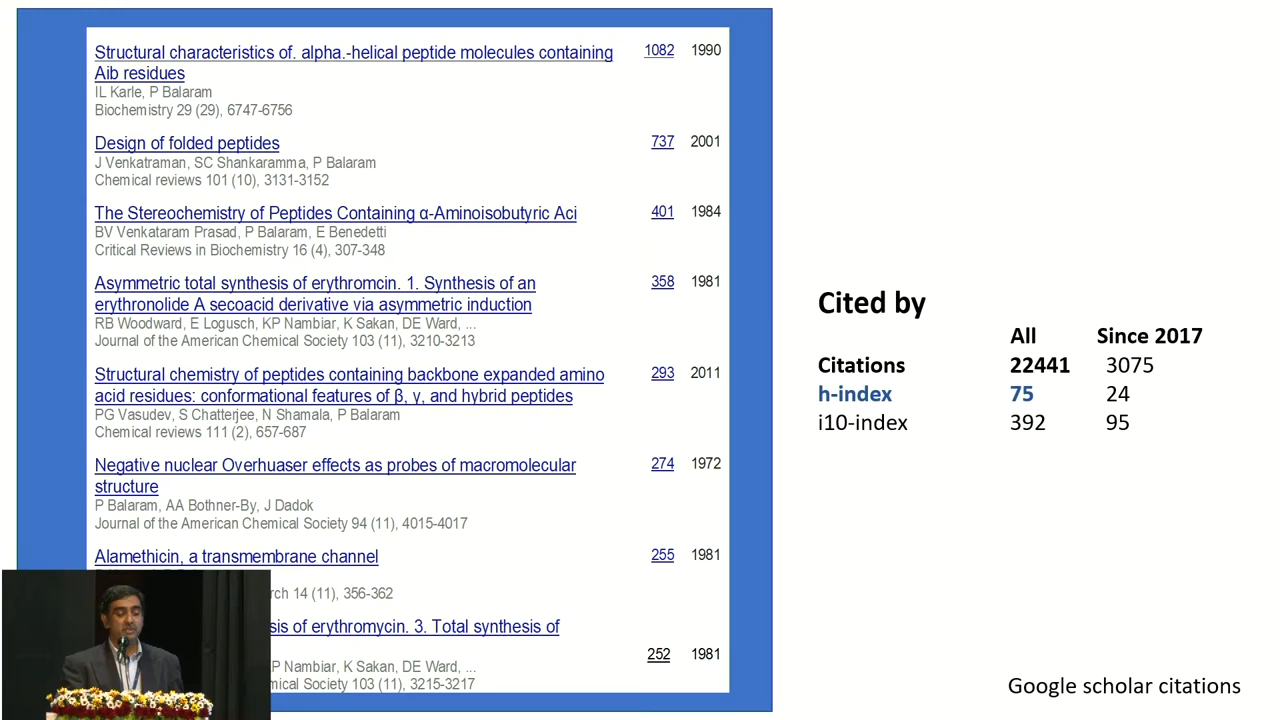 Structural characteristics of. alpha.-helical peptide molecules containing
Aib residues
1082 1990
IL Karle, P Balaram
Biochemistry 29 (29), 6747-6756
Design of folded peptides
737 2001
J Venkatraman, SC Shankaramma, P Balaram
Chemical reviews 101 (10), 3131-3152
The Stereochemistry of Peptides Containing α-Aminoisobutyric Aci
401 1984
BV Venkataram Prasad, P Balaram, E Benedetti
Critical Reviews in Biochemistry 16 (4), 307-348
Asymmetric total synthesis of erythromcin. 1. Synthesis of an
erythronolide A secoacid derivative via asymmetric induction
358 1981
RB Woodward, E Logusch, KP Nambiar, K Sakan, DE Ward, ...
Journal of the American Chemical Society 103 (11), 3210-3213
Structural chemistry of peptides containing backbone expanded amino
acid residues: conformational features of β, γ, and hybrid peptides
293 2011
PG Vasudev, S Chatterjee, N Shamala, P Balaram
Chemical reviews 111 (2), 657-687
Negative nuclear Overhuaser effects as probes of macromolecular
structure
274 1972
P Balaram, AA Bothner-By, J Dadok
Journal of the American Chemical Society 94 (11), 4015-4017
Alamethicin, a transmembrane channel
255 1981
rch 14 (11), 356-362
sis of erythromycin. 3. Total synthesis of
252 1981
P Nambiar, K Sakan, DE Ward, ...
mical Society 103 (11), 3215-3217
Cited by
All Since 2017
Citations 22441 3075
h-index 75 24
i10-index 392 95
Google scholar citations